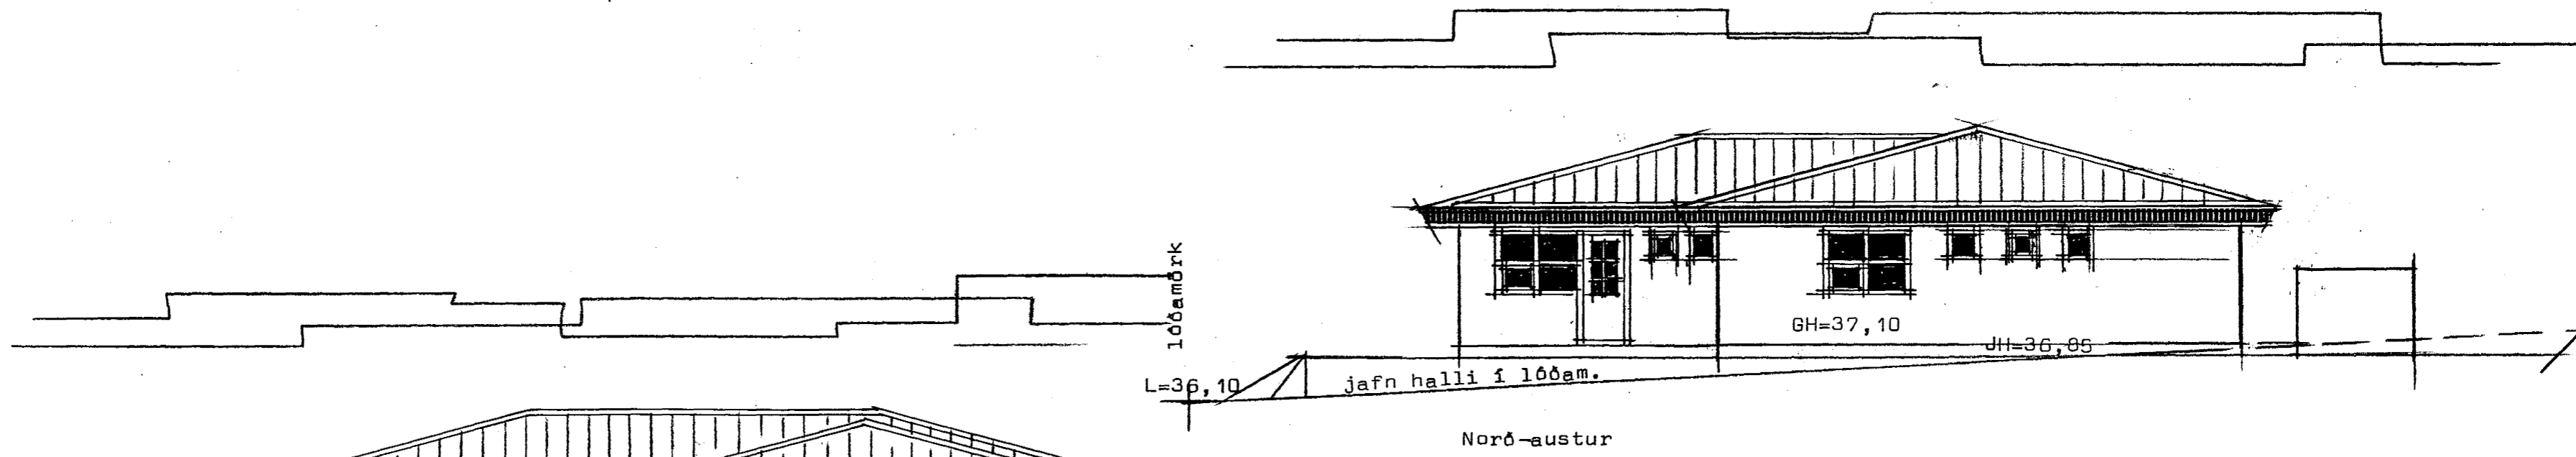 lóðamörk
GH=37,10
JH=36,85
L=36,10
jafn halli í lóðam.
Norð-austur